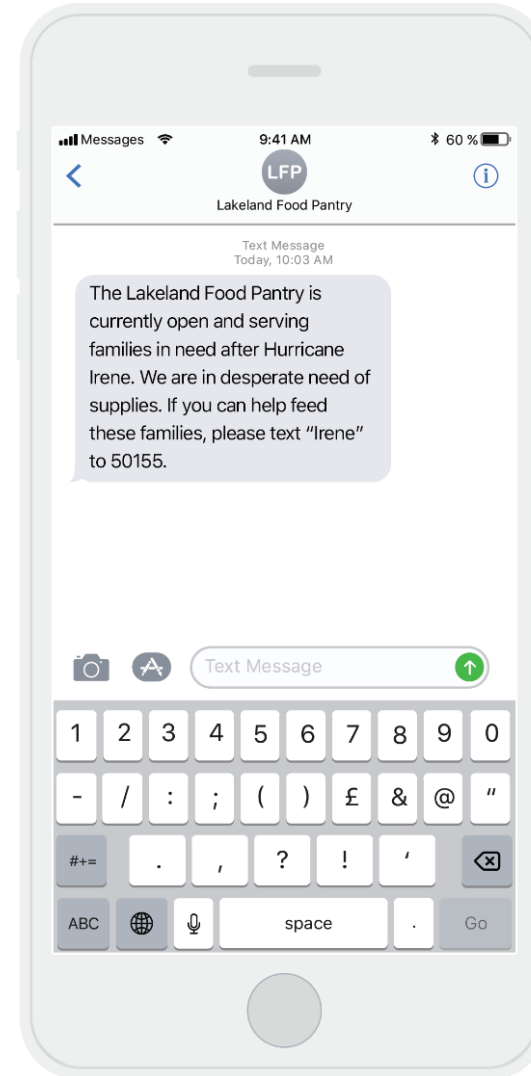 Messages 9:41 AM 60 %
LFP
Lakeland Food Pantry
Text Message
Today, 10:03 AM
The Lakeland Food Pantry is
currently open and serving
families in need after Hurricane
Irene. We are in desperate need of
supplies. If you can help feed
these families, please text “Irene”
to 50155.
Text Message
1 2 3 4 5 6 7 8 9 0
- / : ; ( ) £ & @ "
#+= . , ? ! '
ABC space . Go